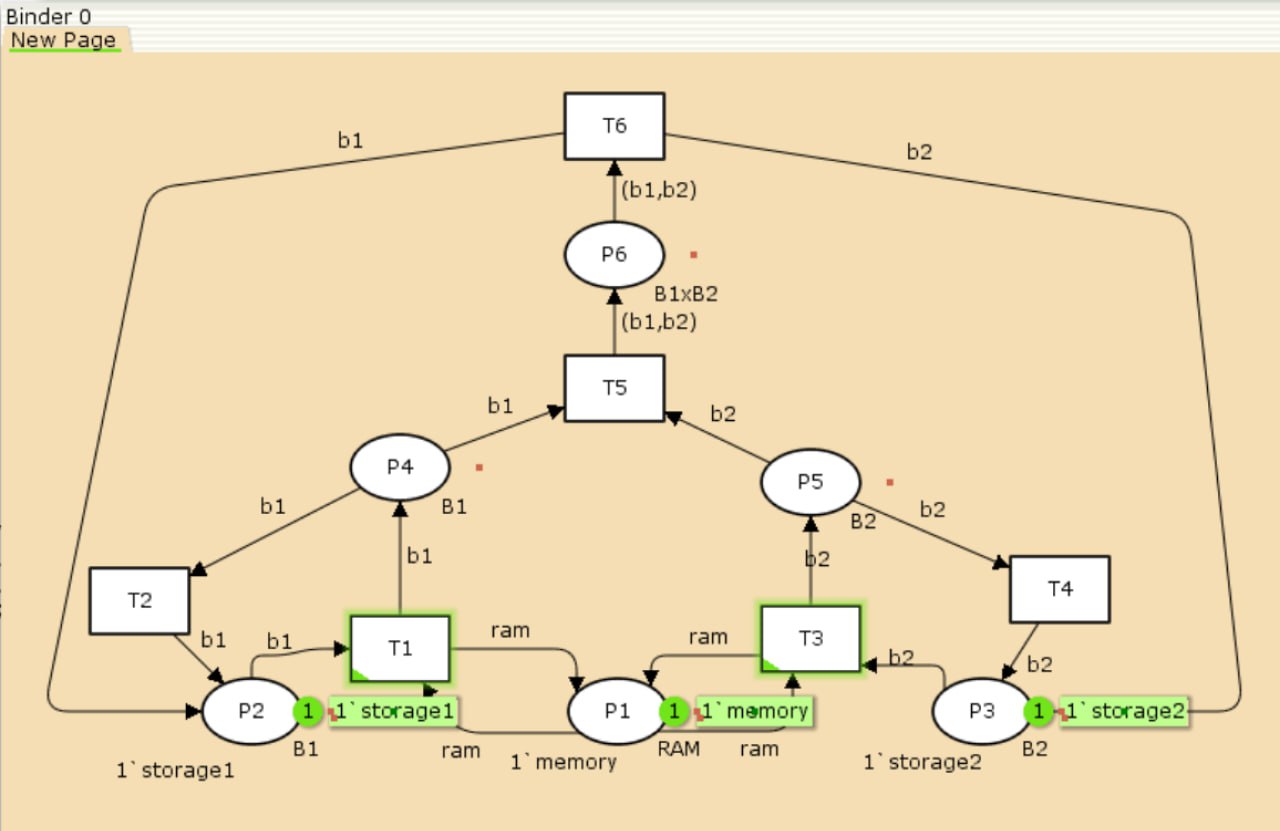 Binder 0
New Page
T6
b1
b2
(b1,b2)
P6
B1xB2
(b1,b2)
T5
b1
b2
P4
P5
B1
B2
b1
b2
b1
b2
T2
T4
b1
b1
T1
ram
ram
T3
b2
b2
P2
1
1`storage1
P1
1
1`memory
P3
1
1`storage2
B1
ram
RAM
ram
B2
1`storage1
1`memory
1`storage2